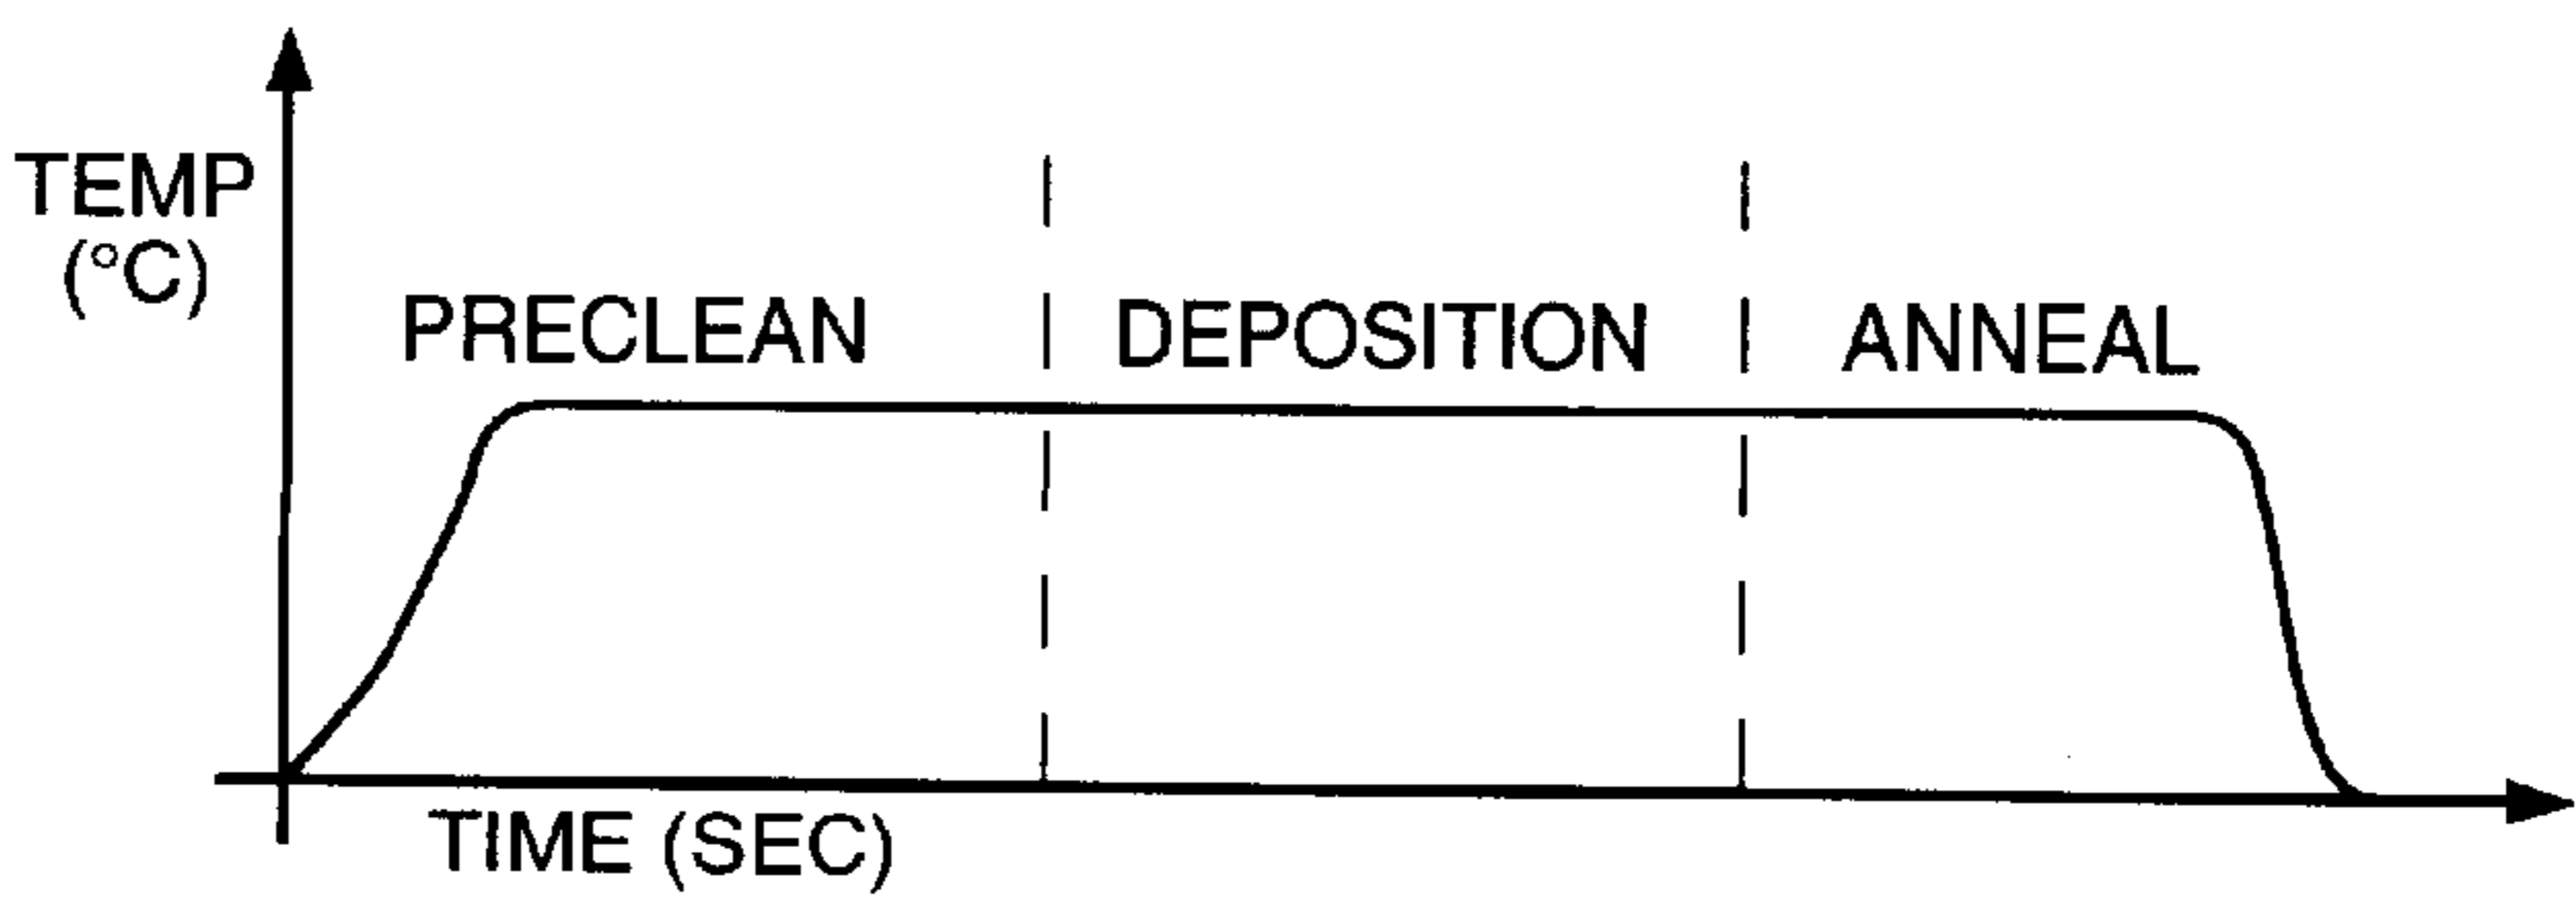 TEMP
(°C)
PRECLEAN
DEPOSITION
ANNEAL
TIME (SEC)